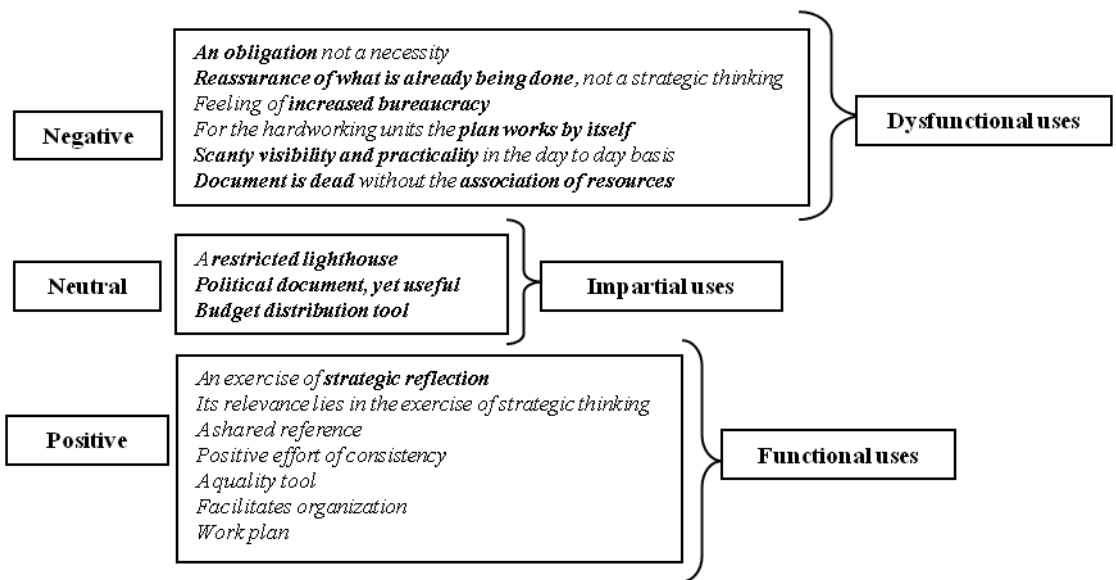 Negative
An obligation not a necessity
Reassurance of what is already being done, not a strategic thinking
Feeling of increased bureaucracy
For the hardworking units the plan works by itself
Scanty visibility and practicality in the day to day basis
Document is dead without the association of resources
Dysfunctional uses
Neutral
A restricted lighthouse
Political document, yet useful
Budget distribution tool
Impartial uses
Positive
An exercise of strategic reflection
Its relevance lies in the exercise of strategic thinking
A shared reference
Positive effort of consistency
A quality tool
Facilitates organization
Work plan
Functional uses